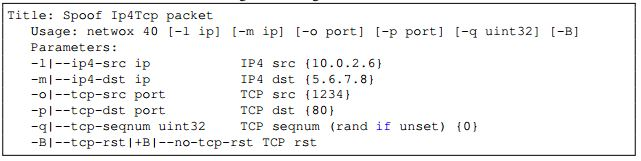 Title: Spoof Ip4Tcp packet
Usage: netwox 40 [-l ip] [-m ip] [-o port] [-p port] [-q uint32] [-B]
Parameters:
-l|--ip4-src ip IP4 src {10.0.2.6}
-m|--ip4-dst ip IP4 dst {5.6.7.8}
-o|--tcp-src port TCP src {1234}
-p|--tcp-dst port TCP dst {80}
-q|--tcp-seqnum uint32 TCP seqnum (rand if unset) {0}
-B|--tcp-rst|+B|--no-tcp-rst TCP rst